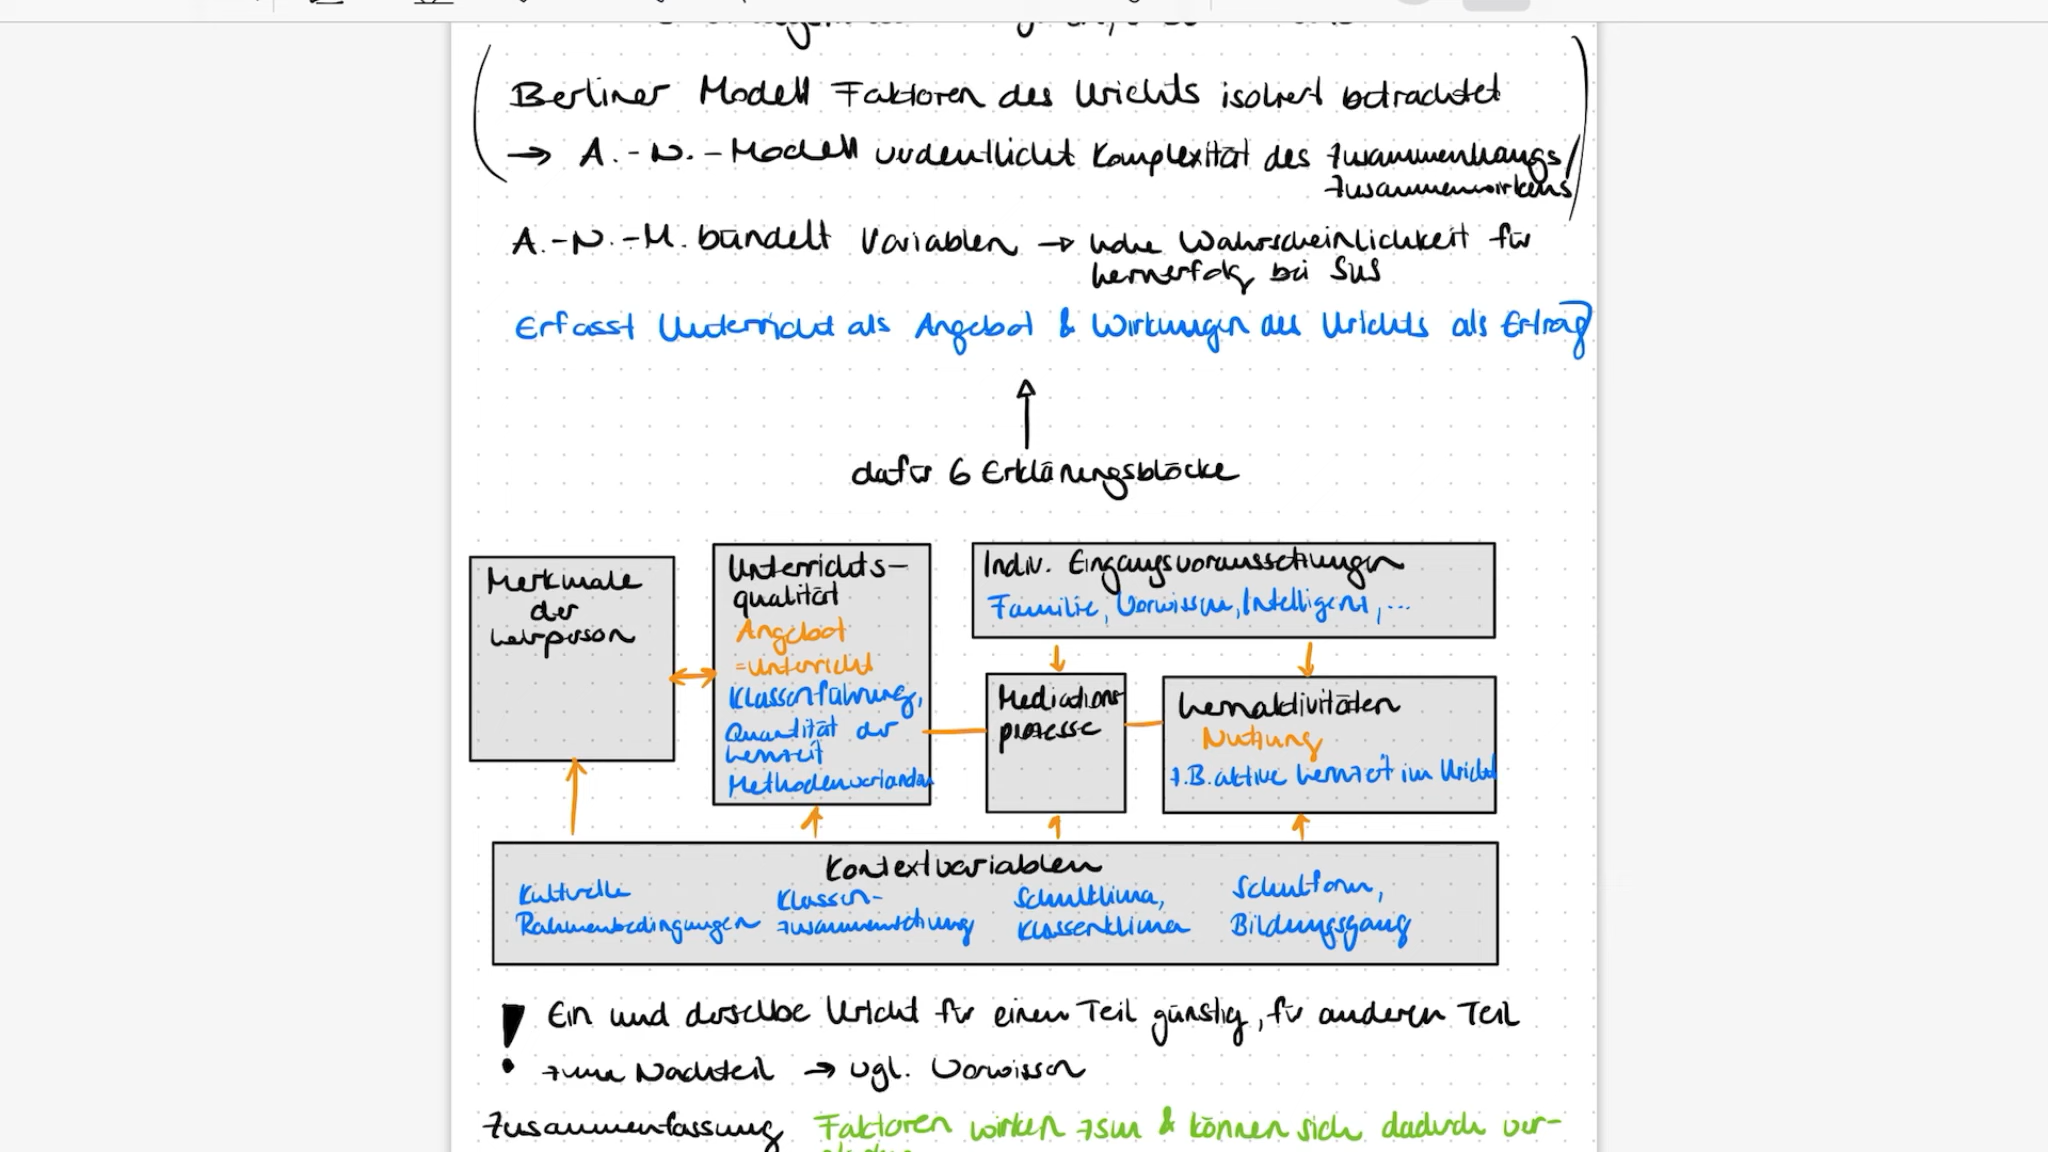 Berliner Modell Faktoren des Urichts isoliert betrachtet
→ A.-N.-Modell verdeutlicht Komplexität des Zusammenhangs/
Zusammenwirkens
A.-N.-M. bündelt Variablen → hohe Wahrscheinlichkeit für
Lernerfolg bei SuS
Erfasst Unterricht als Angebot & Wirkungen des Urichts als Ertrag
dafür 6 Erklärungsblöcke
Merkmale
der
Lehrperson
Unterrichts-
qualität
Angebot
=Unterricht
Klassenführung,
Quantität der
Lernzeit
Methodenvarianten
Indiv. Eingangsvoraussetzungen
Familie, Vorwissen, Intelligenz, ...
Mediations
prozesse
Lernaktivitäten
Nutzung
z.B. aktive Lernzeit im Uricht
Kontextvariablen
Kulturelle
Rahmenbedingungen
Klassen-
zusammensetzung
Schulklima,
Klassenklima
Schulform,
Bildungsgang
! Ein und derselbe Uricht für einen Teil günstig, für anderen Teil
zum Nachteil → vgl. Vorwissen
Zusammenfassung Faktoren wirken zsm & können sich dadurch ver-